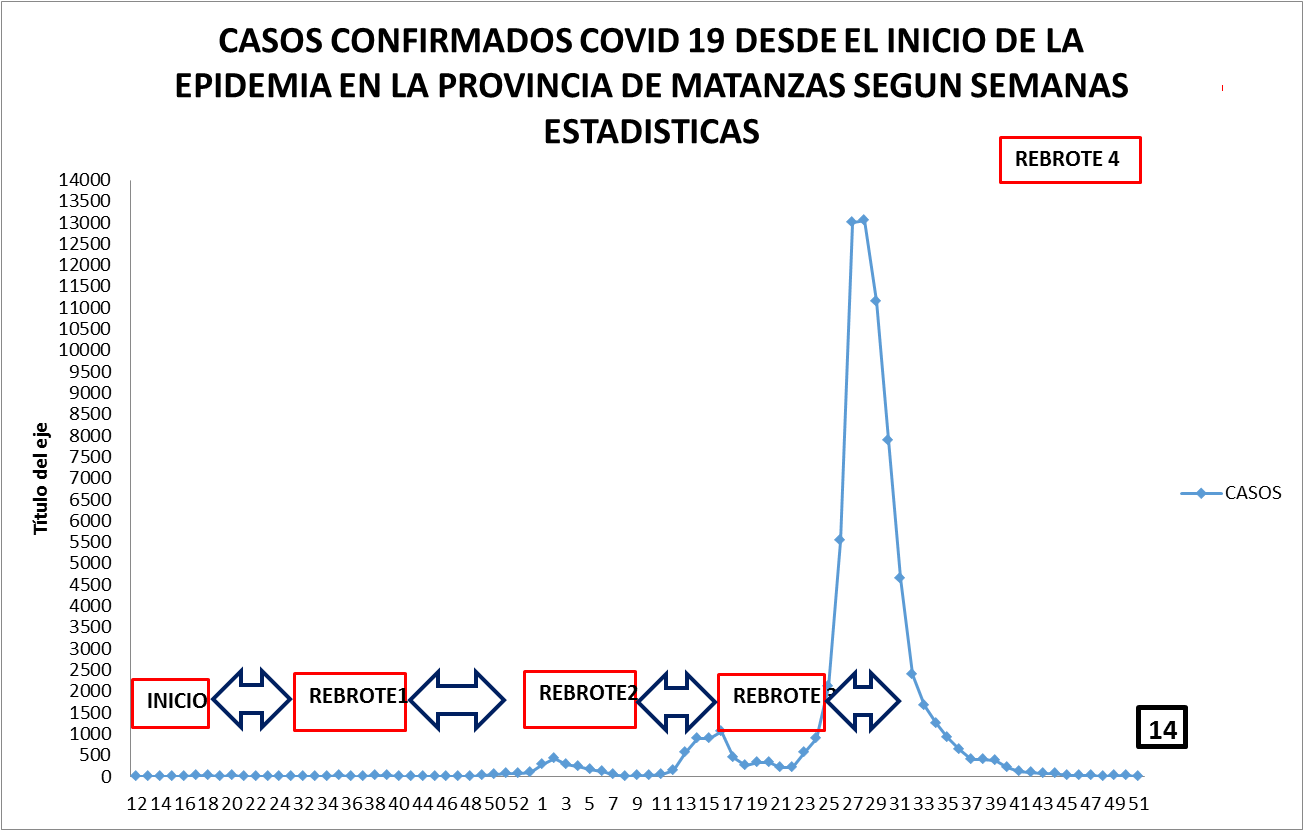 CASOS CONFIRMADOS COVID 19 DESDE EL INICIO DE LA
EPIDEMIA EN LA PROVINCIA DE MATANZAS SEGUN SEMANAS
ESTADISTICAS
REBROTE 4
14000
13500
13000
12500
12000
11500
11000
10500
10000
9500
9000
8500
8000
7500
7000
6500
6000
5500
5000
4500
4000
3500
3000
2500
2000
1500
1000
500
0
Título del eje
CASOS
INICIO
REBROTE1
REBROTE2
REBROTE
14
12 14 16 18 20 22 24 32 34 36 38 40 44 46 48 50 52 1 3 5 7 9 11 13 15 17 19 21 23 25 27 29 31 33 35 37 39 41 43 45 47 49 51